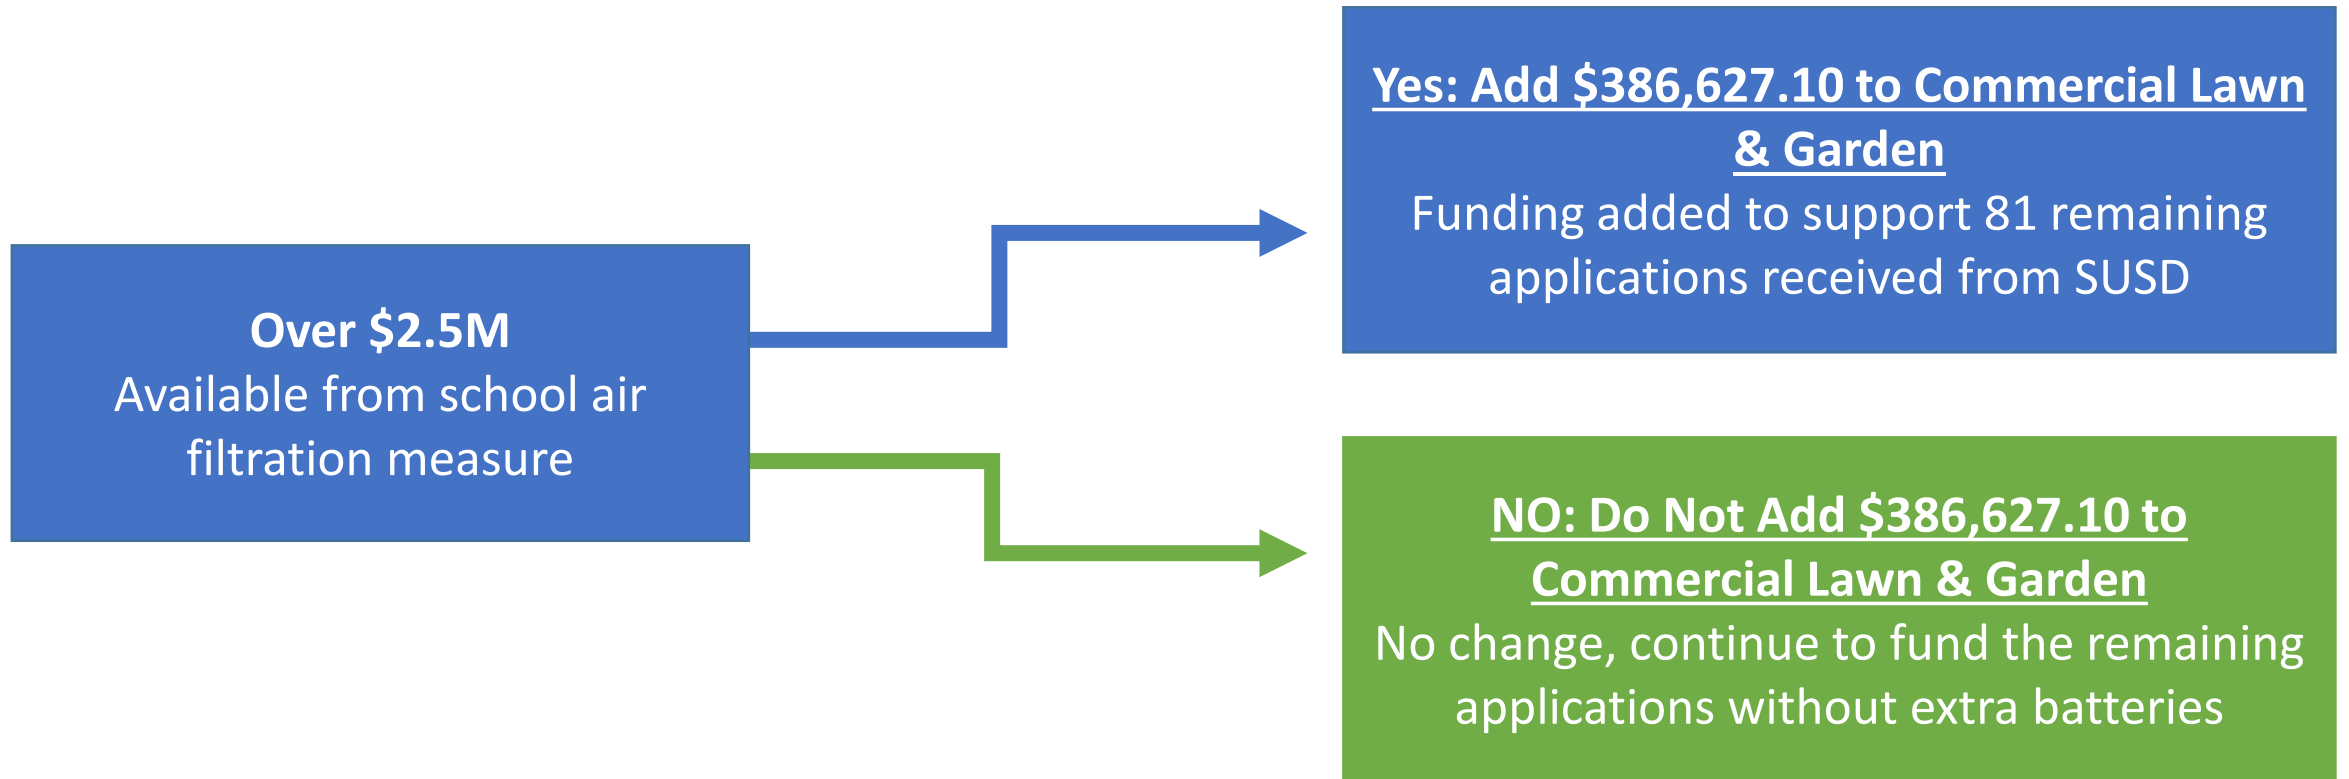 Over $2.5M
Available from school air
filtration measure
Yes: Add $386,627.10 to Commercial Lawn
& Garden
Funding added to support 81 remaining
applications received from SUSD
NO: Do Not Add $386,627.10 to
Commercial Lawn & Garden
No change, continue to fund the remaining
applications without extra batteries